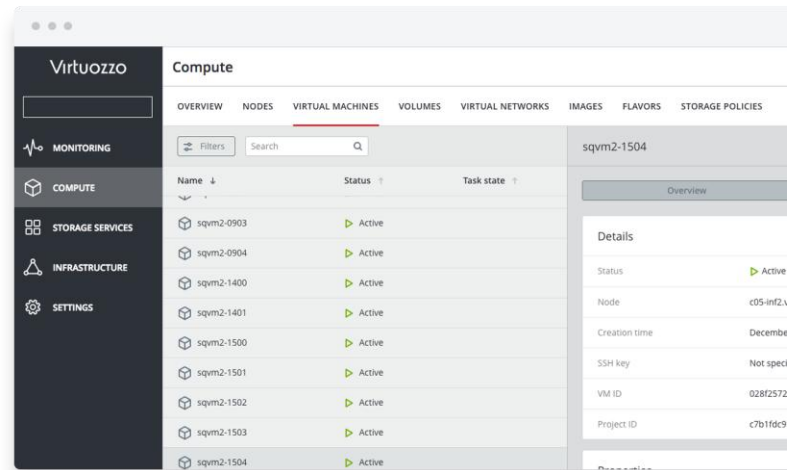 Virtuozzo
Compute
OVERVIEW NODES VIRTUAL MACHINES VOLUMES VIRTUAL NETWORKS IMAGES FLAVORS STORAGE POLICIES
MONITORING
COMPUTE
STORAGE SERVICES
INFRASTRUCTURE
SETTINGS
Filters Search
Name Status Task state
sqvm2-0903 Active
sqvm2-0904 Active
sqvm2-1400 Active
sqvm2-1401 Active
sqvm2-1500 Active
sqvm2-1501 Active
sqvm2-1502 Active
sqvm2-1503 Active
sqvm2-1504 Active
sqvm2-1504
Overview
Details
Status Active
Node c05-inf2.v
Creation time Decembe
SSH key Not speci
VM ID 028f2572
Project ID c7b1fdc9